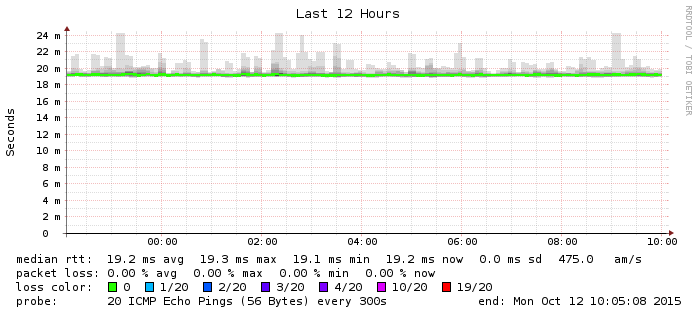 Last 12 Hours
RRDTOOL / TOBI OETIKER
Seconds
24 m
22 m
20 m
18 m
16 m
14 m
12 m
10 m
8 m
6 m
4 m
2 m
0
00:00 02:00 04:00 06:00 08:00 10:00
median rtt: 19.2 ms avg 19.3 ms max 19.1 ms min 19.2 ms now 0.0 ms sd 475.0 am/s
packet loss: 0.00 % avg 0.00 % max 0.00 % min 0.00 % now
loss color: 0 1/20 2/20 3/20 4/20 10/20 19/20
probe: 20 ICMP Echo Pings (56 Bytes) every 300s end: Mon Oct 12 10:05:08 2015